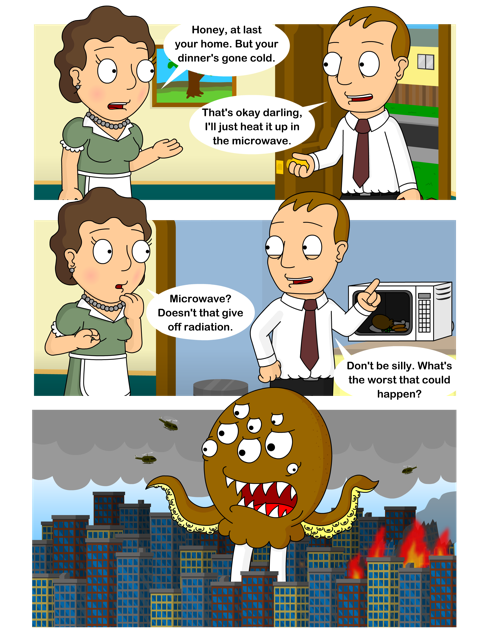 Honey, at last
your home. But your
dinner's gone cold.
That's okay darling,
I'll just heat it up in
the microwave.
Microwave?
Doesn't that give
off radiation.
Don't be silly. What's
the worst that could
happen?